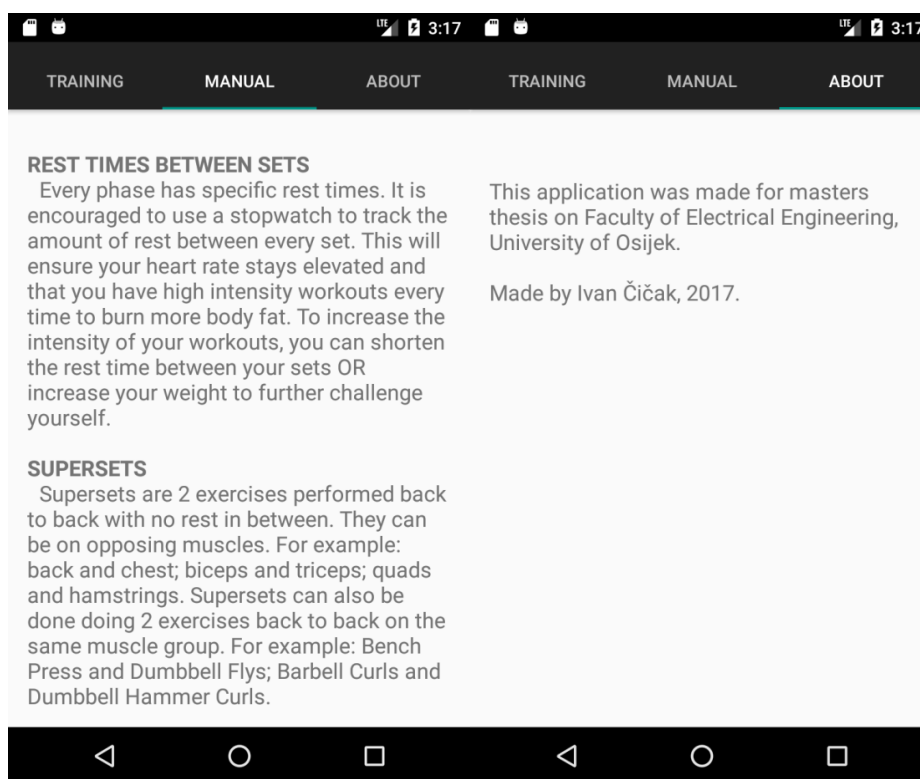 LTE 3:17
TRAINING MANUAL ABOUT
REST TIMES BETWEEN SETS
Every phase has specific rest times. It is
encouraged to use a stopwatch to track the
amount of rest between every set. This will
ensure your heart rate stays elevated and
that you have high intensity workouts every
time to burn more body fat. To increase the
intensity of your workouts, you can shorten
the rest time between your sets OR
increase your weight to further challenge
yourself.
SUPERSETS
Supersets are 2 exercises performed back
to back with no rest in between. They can
be on opposing muscles. For example:
back and chest; biceps and triceps; quads
and hamstrings. Supersets can also be
done doing 2 exercises back to back on the
same muscle group. For example: Bench
Press and Dumbbell Flys; Barbell Curls and
Dumbbell Hammer Curls.
LTE 3:17
TRAINING MANUAL ABOUT
This application was made for masters
thesis on Faculty of Electrical Engineering,
University of Osijek.
Made by Ivan Čičak, 2017.